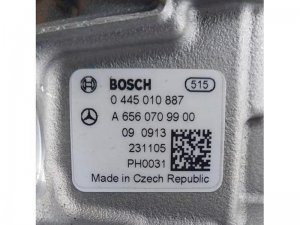 BOSCH 515
0 445 010 887
A 656 070 99 00
09 0913
231105
PH0031
Made in Czech Republic